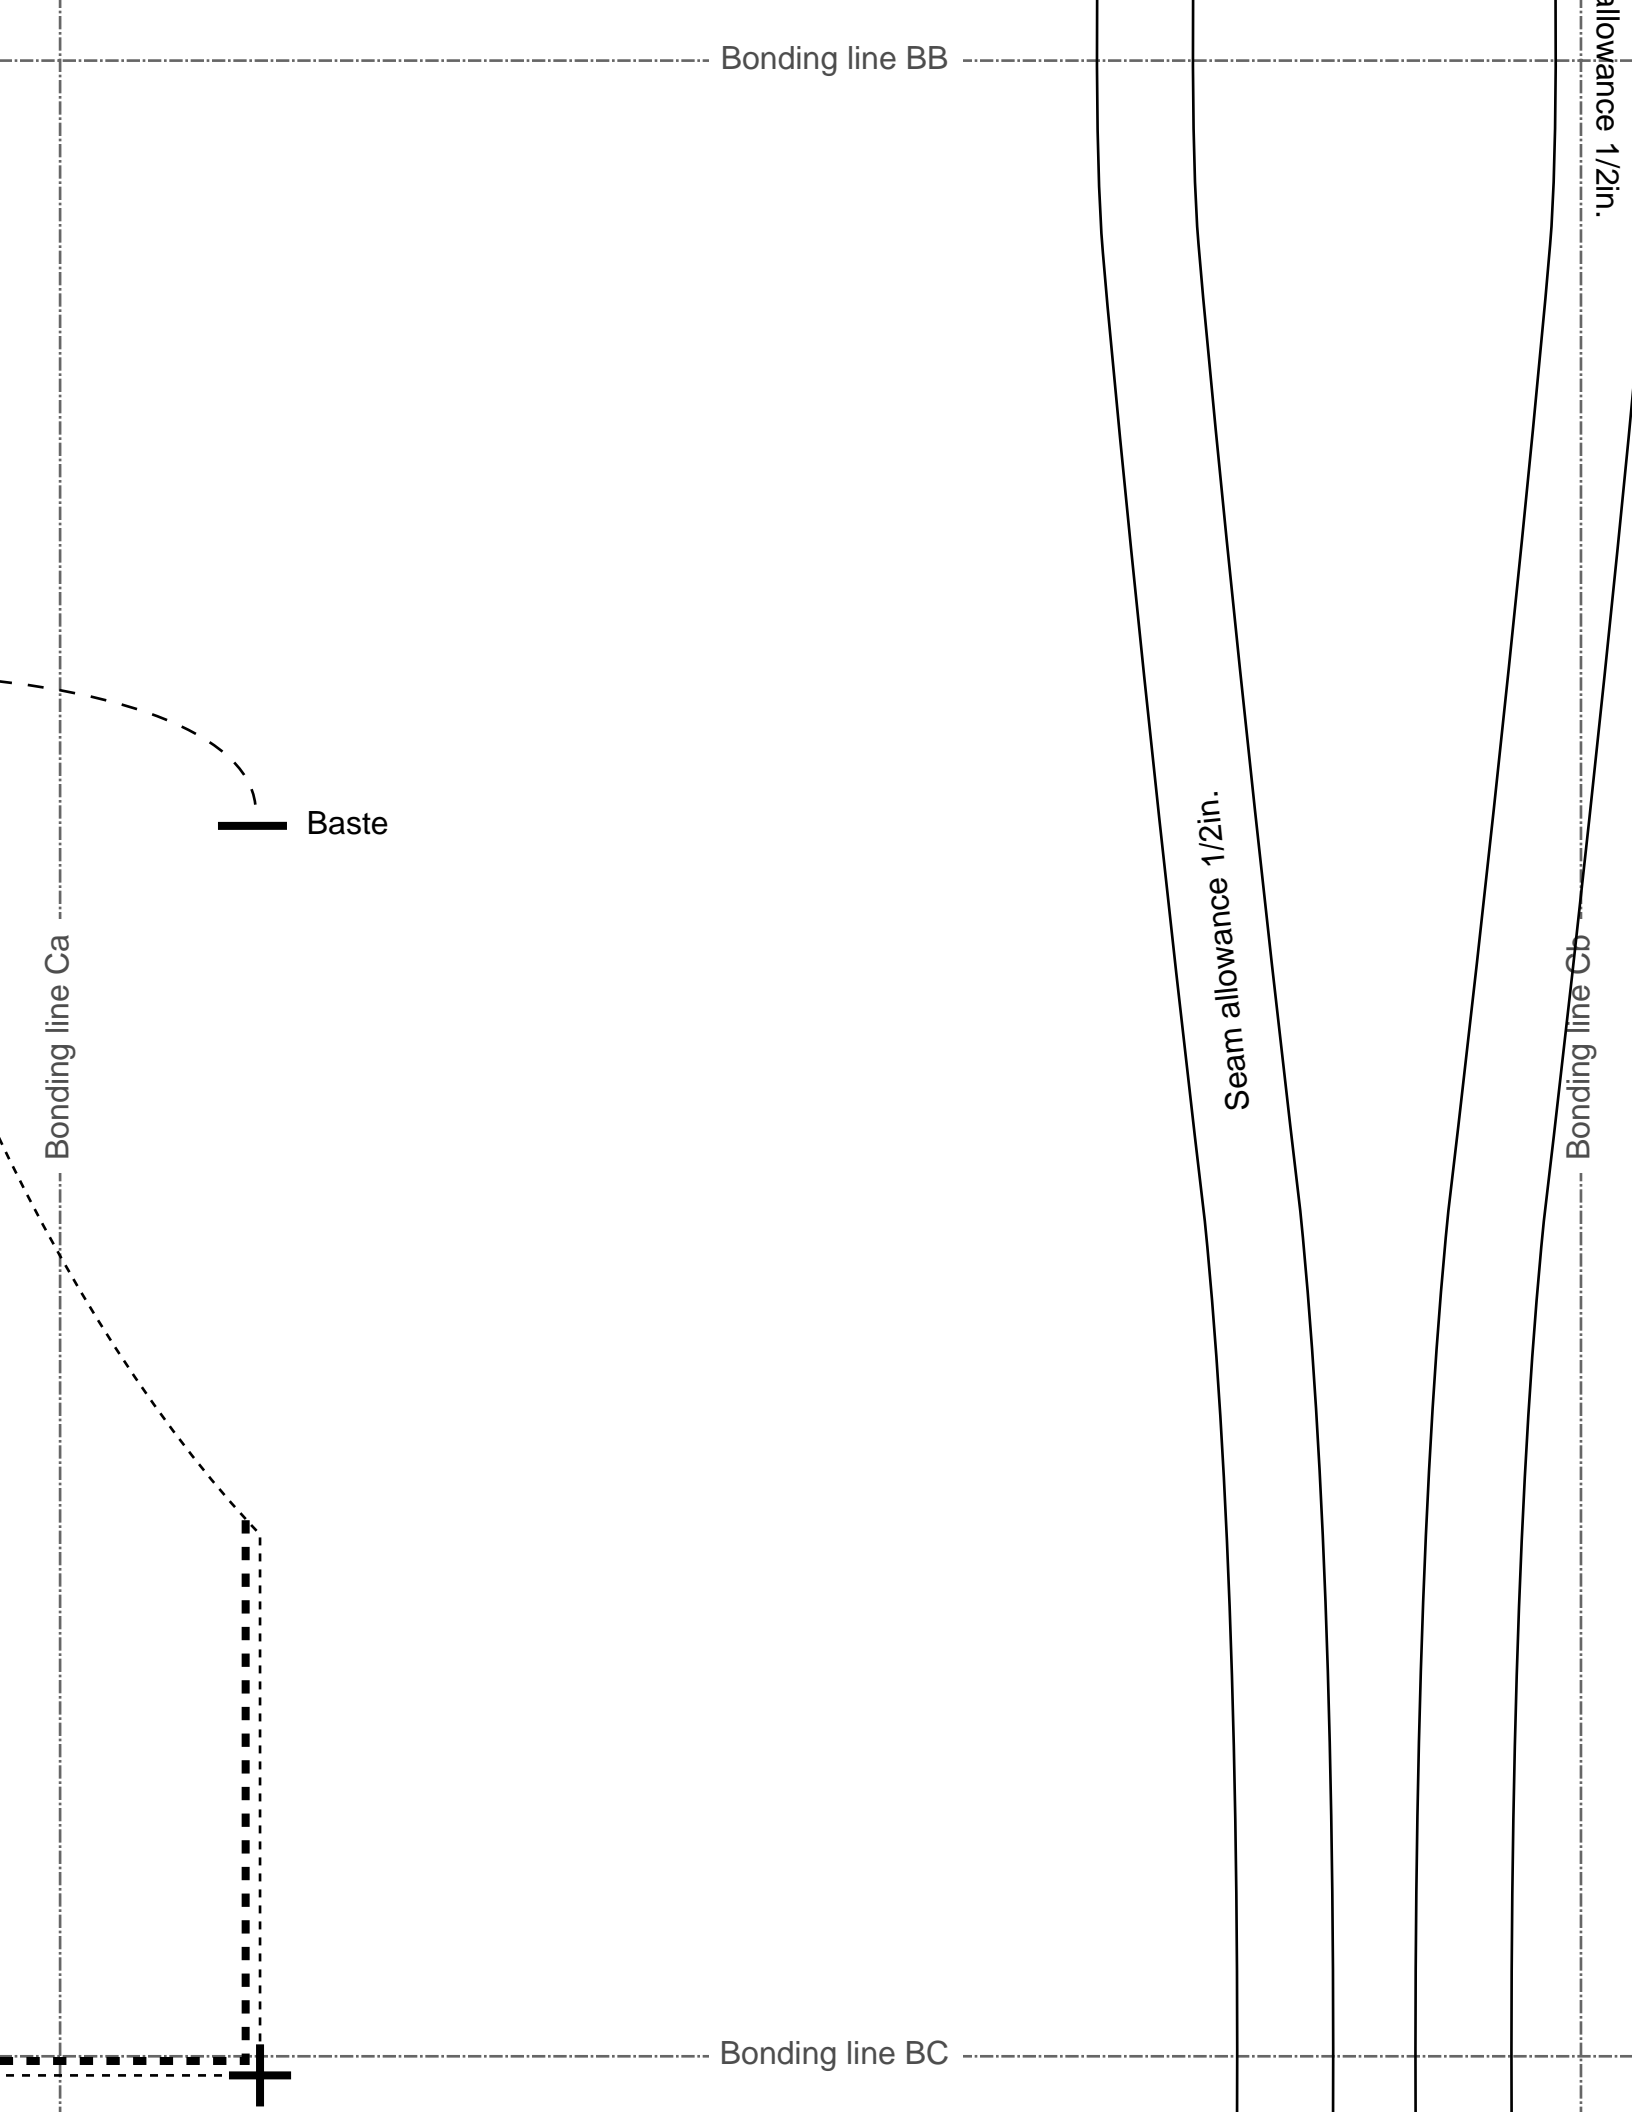 Bonding line BB
allowance 1/2in.
Baste
Seam allowance 1/2in.
Bonding line Ca
Bonding line Cb
Bonding line BC